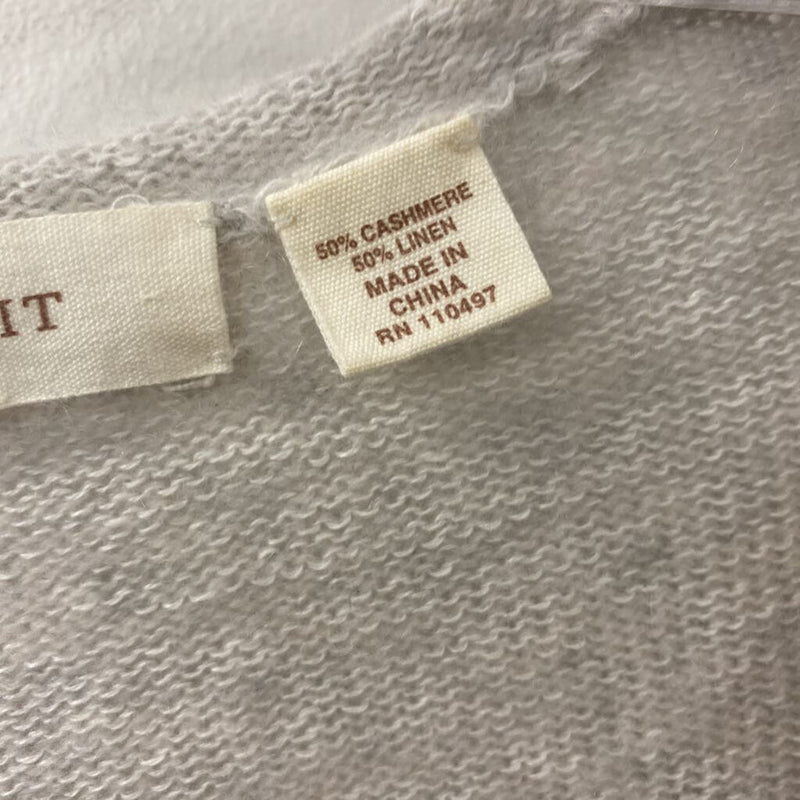 IT
50% CASHMERE
50% LINEN
MADE IN
CHINA
RN 110497